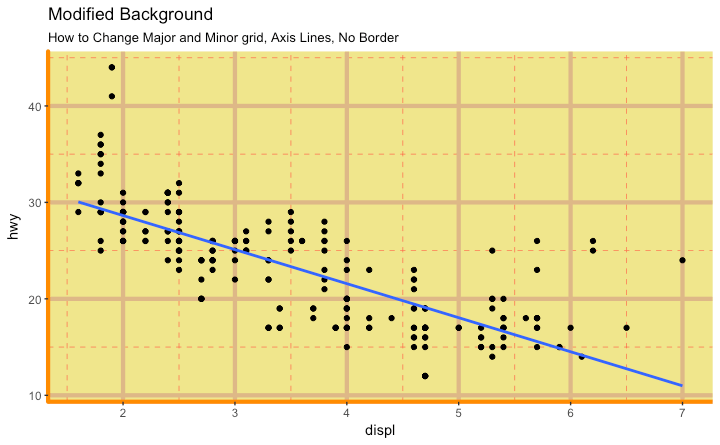 Modified Background
How to Change Major and Minor grid, Axis Lines, No Border
hwy
40
30
20
10
2 3 4 5 6 7
displ